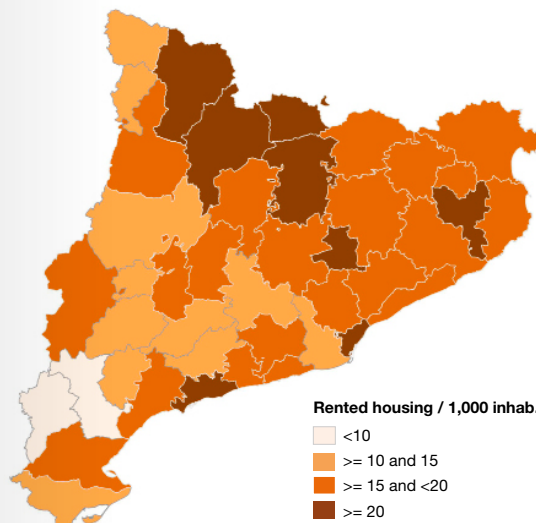 Rented housing / 1,000 inhab.
<10
>= 10 and 15
>= 15 and <20
>= 20